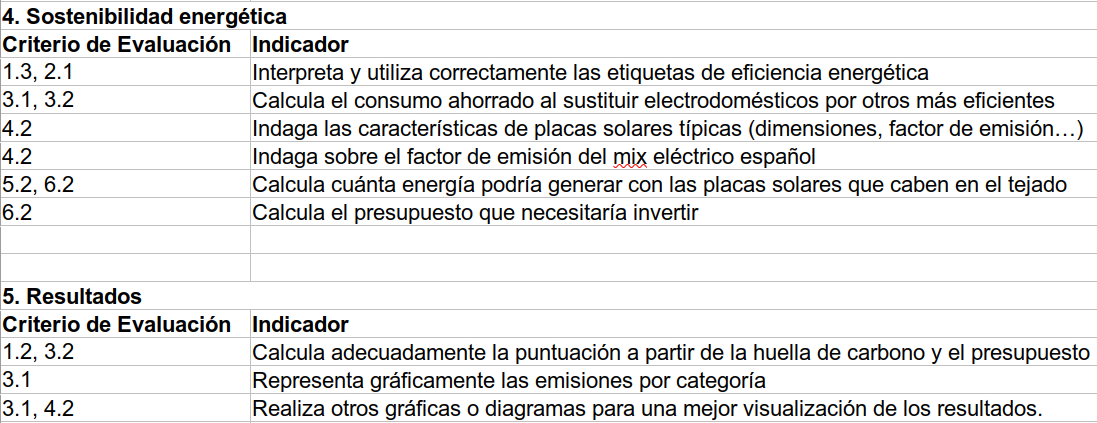 4. Sostenibilidad energética
Criterio de Evaluación Indicador
1.3, 2.1 Interpreta y utiliza correctamente las etiquetas de eficiencia energética
3.1, 3.2 Calcula el consumo ahorrado al sustituir electrodomésticos por otros más eficientes
4.2 Indaga las características de placas solares típicas (dimensiones, factor de emisión…)
4.2 Indaga sobre el factor de emisión del mix eléctrico español
5.2, 6.2 Calcula cuánta energía podría generar con las placas solares que caben en el tejado
6.2 Calcula el presupuesto que necesitaría invertir
5. Resultados
Criterio de Evaluación Indicador
1.2, 3.2 Calcula adecuadamente la puntuación a partir de la huella de carbono y el presupuesto
3.1 Representa gráficamente las emisiones por categoría
3.1, 4.2 Realiza otros gráficas o diagramas para una mejor visualización de los resultados.